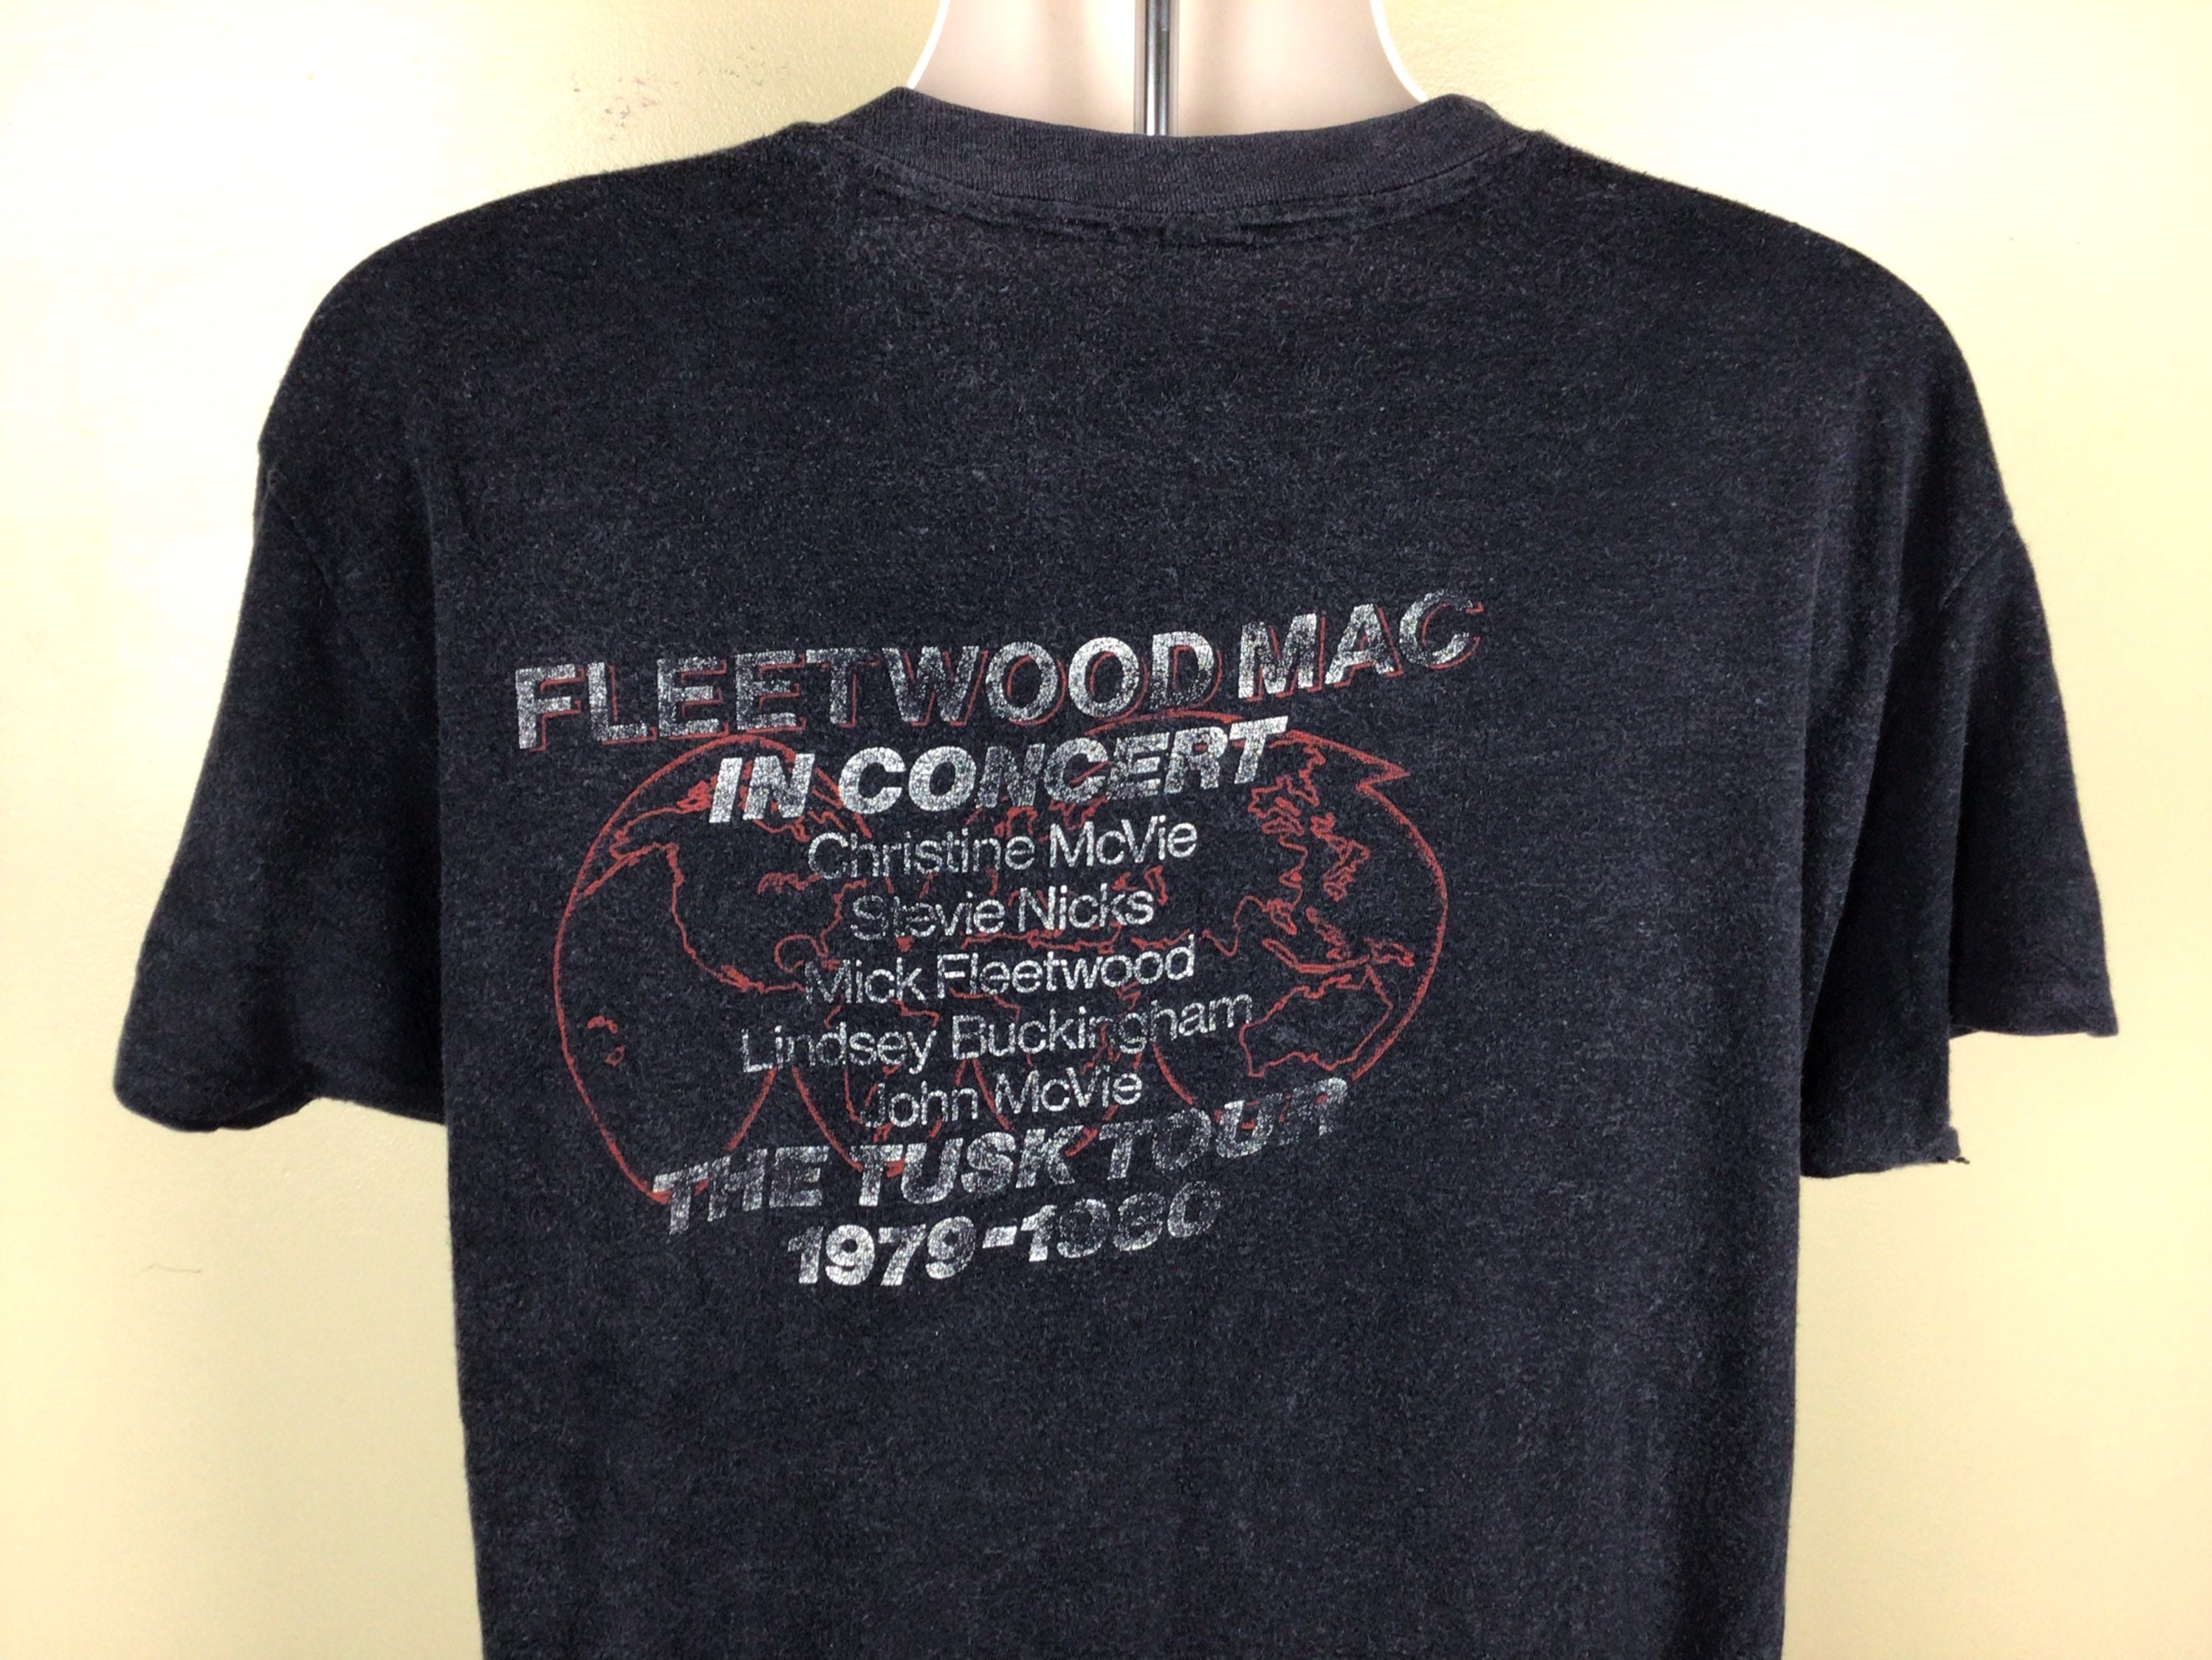 FLEETWOOD MAC
IN CONCERT
Christine McVie
Stevie Nicks
Mick Fleetwood
Lindsey Buckingham
John McVie
THE TUSK TOUR
1979-1980